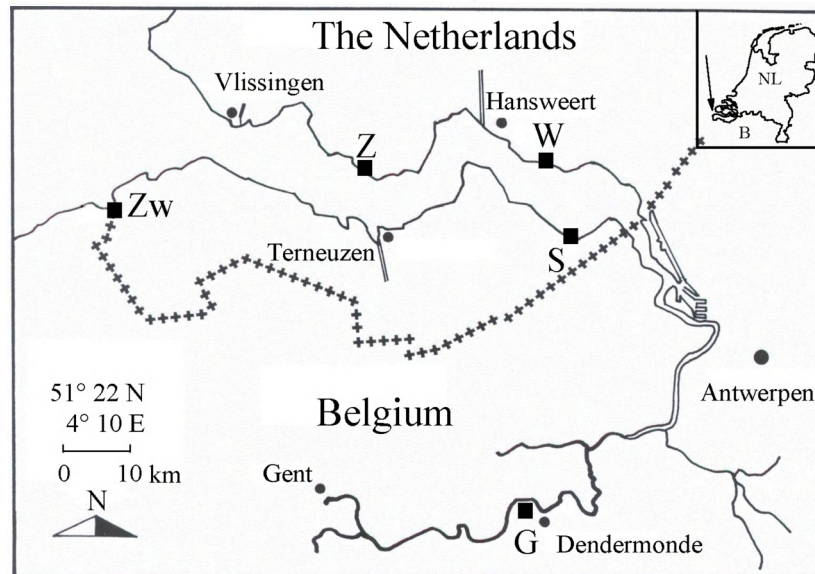 The Netherlands
NL
B
Vlissingen
Hansweert
Z
W
Zw
Terneuzen
S
51° 22 N
4° 10 E
0 10 km
N
Belgium
Antwerpen
Gent
G
Dendermonde